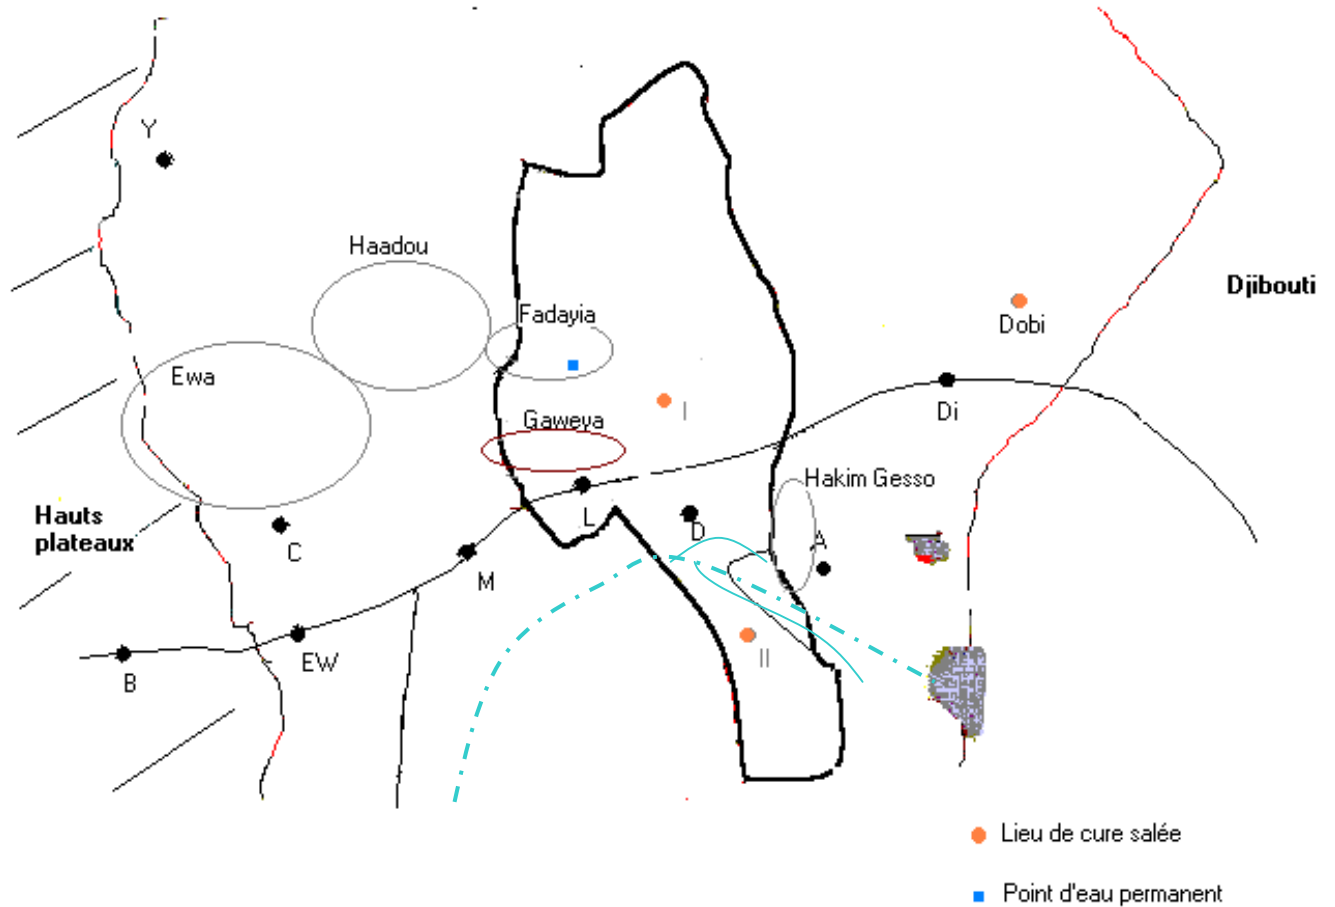 Y
Haadou
Djibouti
Fadayia
Dobi
Ewa
Di
I
Gaweya
Hakim Gesso
L
D
Hauts
plateaux
C
A
M
EW
II
B
Lieu de cure salée
Point d'eau permanent